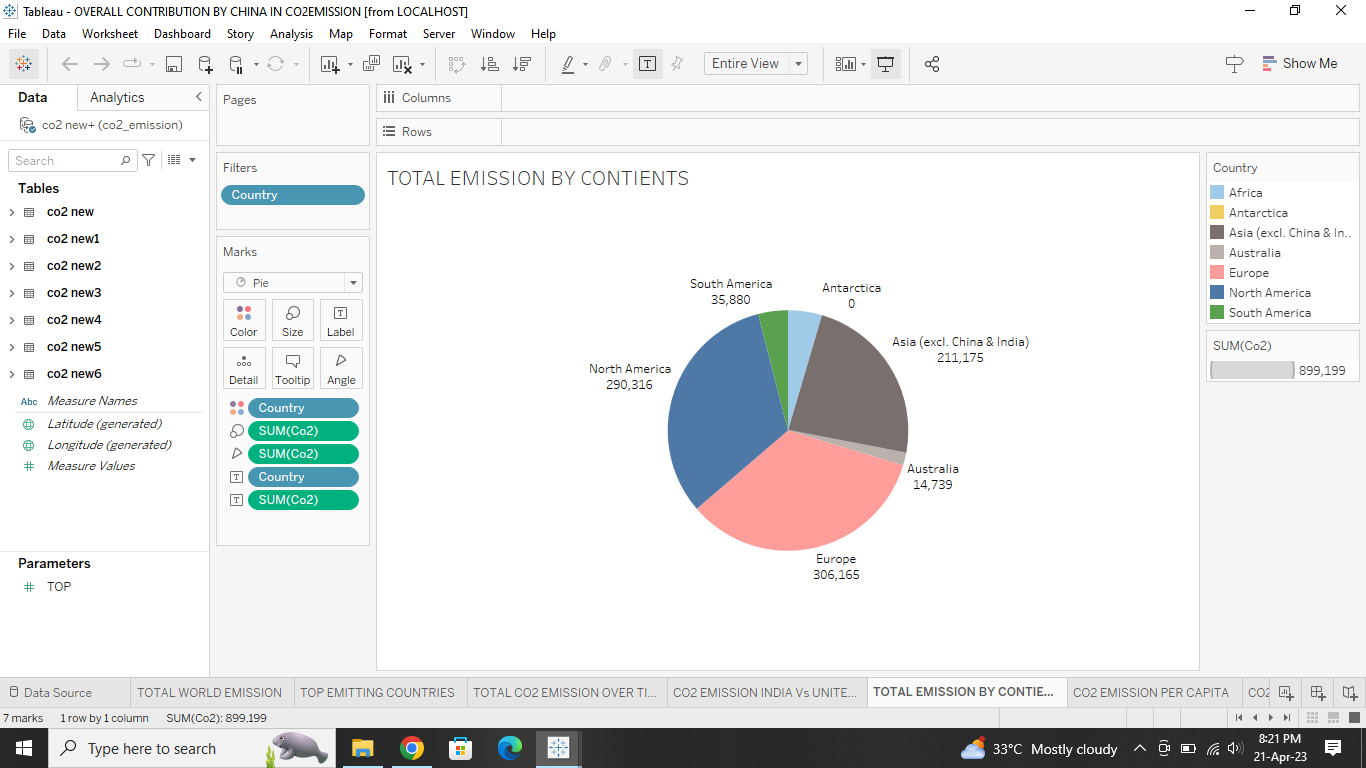 Tableau - OVERALL CONTRIBUTION BY CHINA IN CO2EMISSION [from LOCALHOST]
File Data Worksheet Dashboard Story Analysis Map Format Server Window Help
Entire View
Show Me
Data Analytics
co2 new+ (co2_emission)
Search
Tables
co2 new
co2 new1
co2 new2
co2 new3
co2 new4
co2 new5
co2 new6
Abc Measure Names
Latitude (generated)
Longitude (generated)
# Measure Values
Parameters
# TOP
Pages
Filters
Country
Marks
Pie
Color Size Label
Detail Tooltip Angle
Country
SUM(Co2)
SUM(Co2)
Country
SUM(Co2)
Columns
Rows
TOTAL EMISSION BY CONTIENTS
South America
35,880
Antarctica
0
Asia (excl. China & India)
211,175
North America
290,316
Australia
14,739
Europe
306,165
Country
Africa
Antarctica
Asia (excl. China & In..
Australia
Europe
North America
South America
SUM(Co2)
899,199
Data Source TOTAL WORLD EMISSION TOP EMITTING COUNTRIES TOTAL CO2 EMISSION OVER TI... CO2 EMISSION INDIA Vs UNITE... TOTAL EMISSION BY CONTIE... CO2 EMISSION PER CAPITA CO2
7 marks 1 row by 1 column SUM(Co2): 899,199
Type here to search
33°C Mostly cloudy
8:21 PM
21-Apr-23